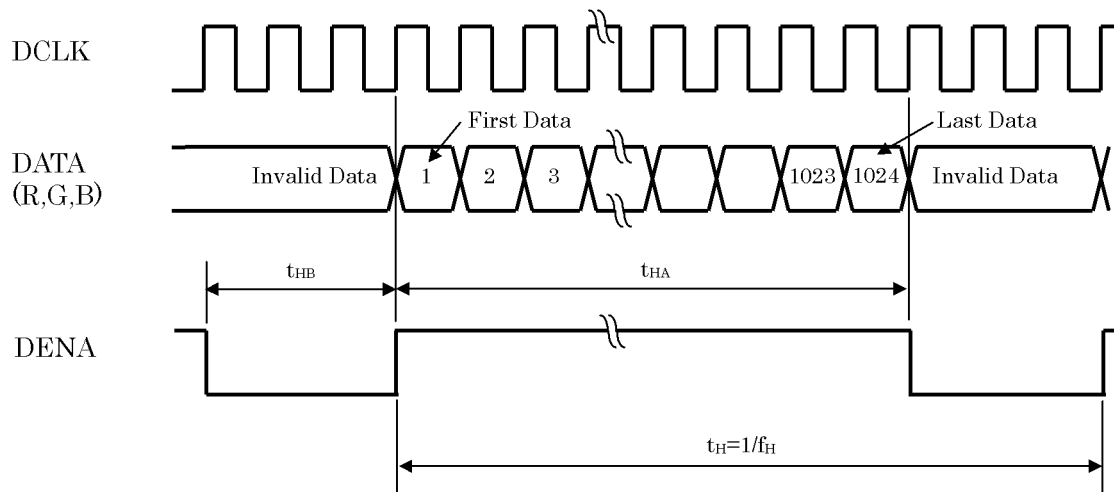 DCLK
First Data
Last Data
DATA
(R,G,B)
Invalid Data
1
2
3
1023
1024
Invalid Data
tHB
tHA
DENA
tH=1/fH